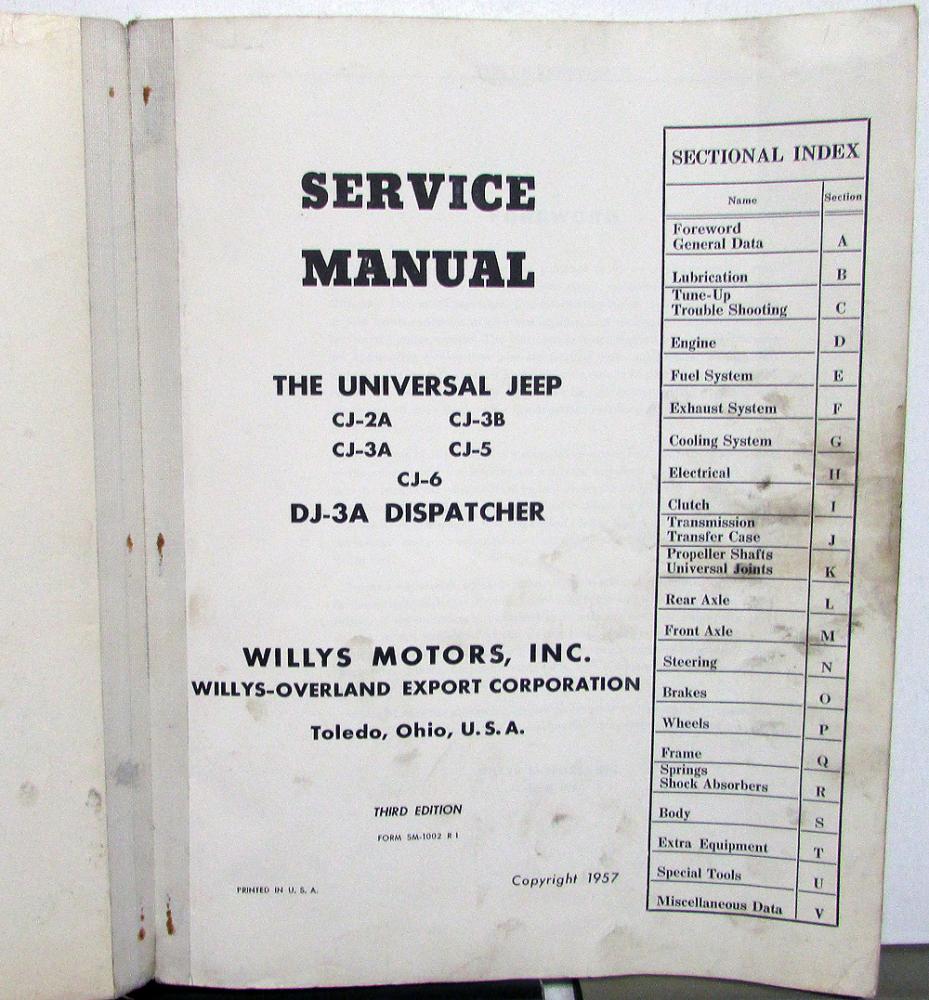 SERVICE
MANUAL
THE UNIVERSAL JEEP
CJ-2A CJ-3B
CJ-3A CJ-5
CJ-6
DJ-3A DISPATCHER
WILLYS MOTORS, INC.
WILLYS-OVERLAND EXPORT CORPORATION
Toledo, Ohio, U.S.A.
THIRD EDITION
FORM SM-1002 R I
PRINTED IN U. S. A.
Copyright 1957
SECTIONAL INDEX
Name Section
Foreword
General Data A
Lubrication B
Tune-Up
Trouble Shooting C
Engine D
Fuel System E
Exhaust System F
Cooling System G
Electrical H
Clutch I
Transmission
Transfer Case J
Propeller Shafts
Universal Joints K
Rear Axle L
Front Axle M
Steering N
Brakes O
Wheels P
Frame Q
Springs
Shock Absorbers R
Body S
Extra Equipment T
Special Tools U
Miscellaneous Data V